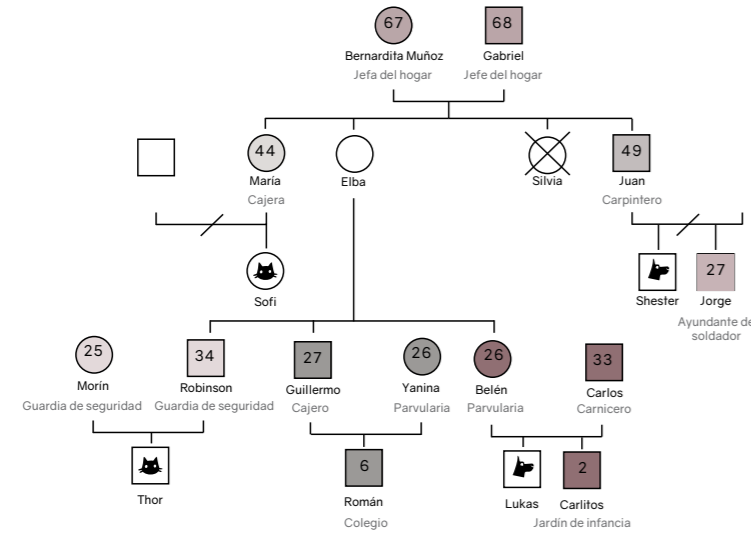 67
68
Bernardita Muñoz
Gabriel
Jefa del hogar
Jefe del hogar
44
49
María
Elba
Silvia
Juan
Cajera
Carpintero
27
Sofi
Shester
Jorge
Ayundante de
soldador
25
34
27
26
26
33
Morín
Robinson
Guillermo
Yanina
Belén
Carlos
Guardia de seguridad
Guardia de seguridad
Cajero
Parvularia
Parvularia
Carnicero
6
2
Thor
Román
Lukas
Carlitos
Colegio
Jardín de infancia